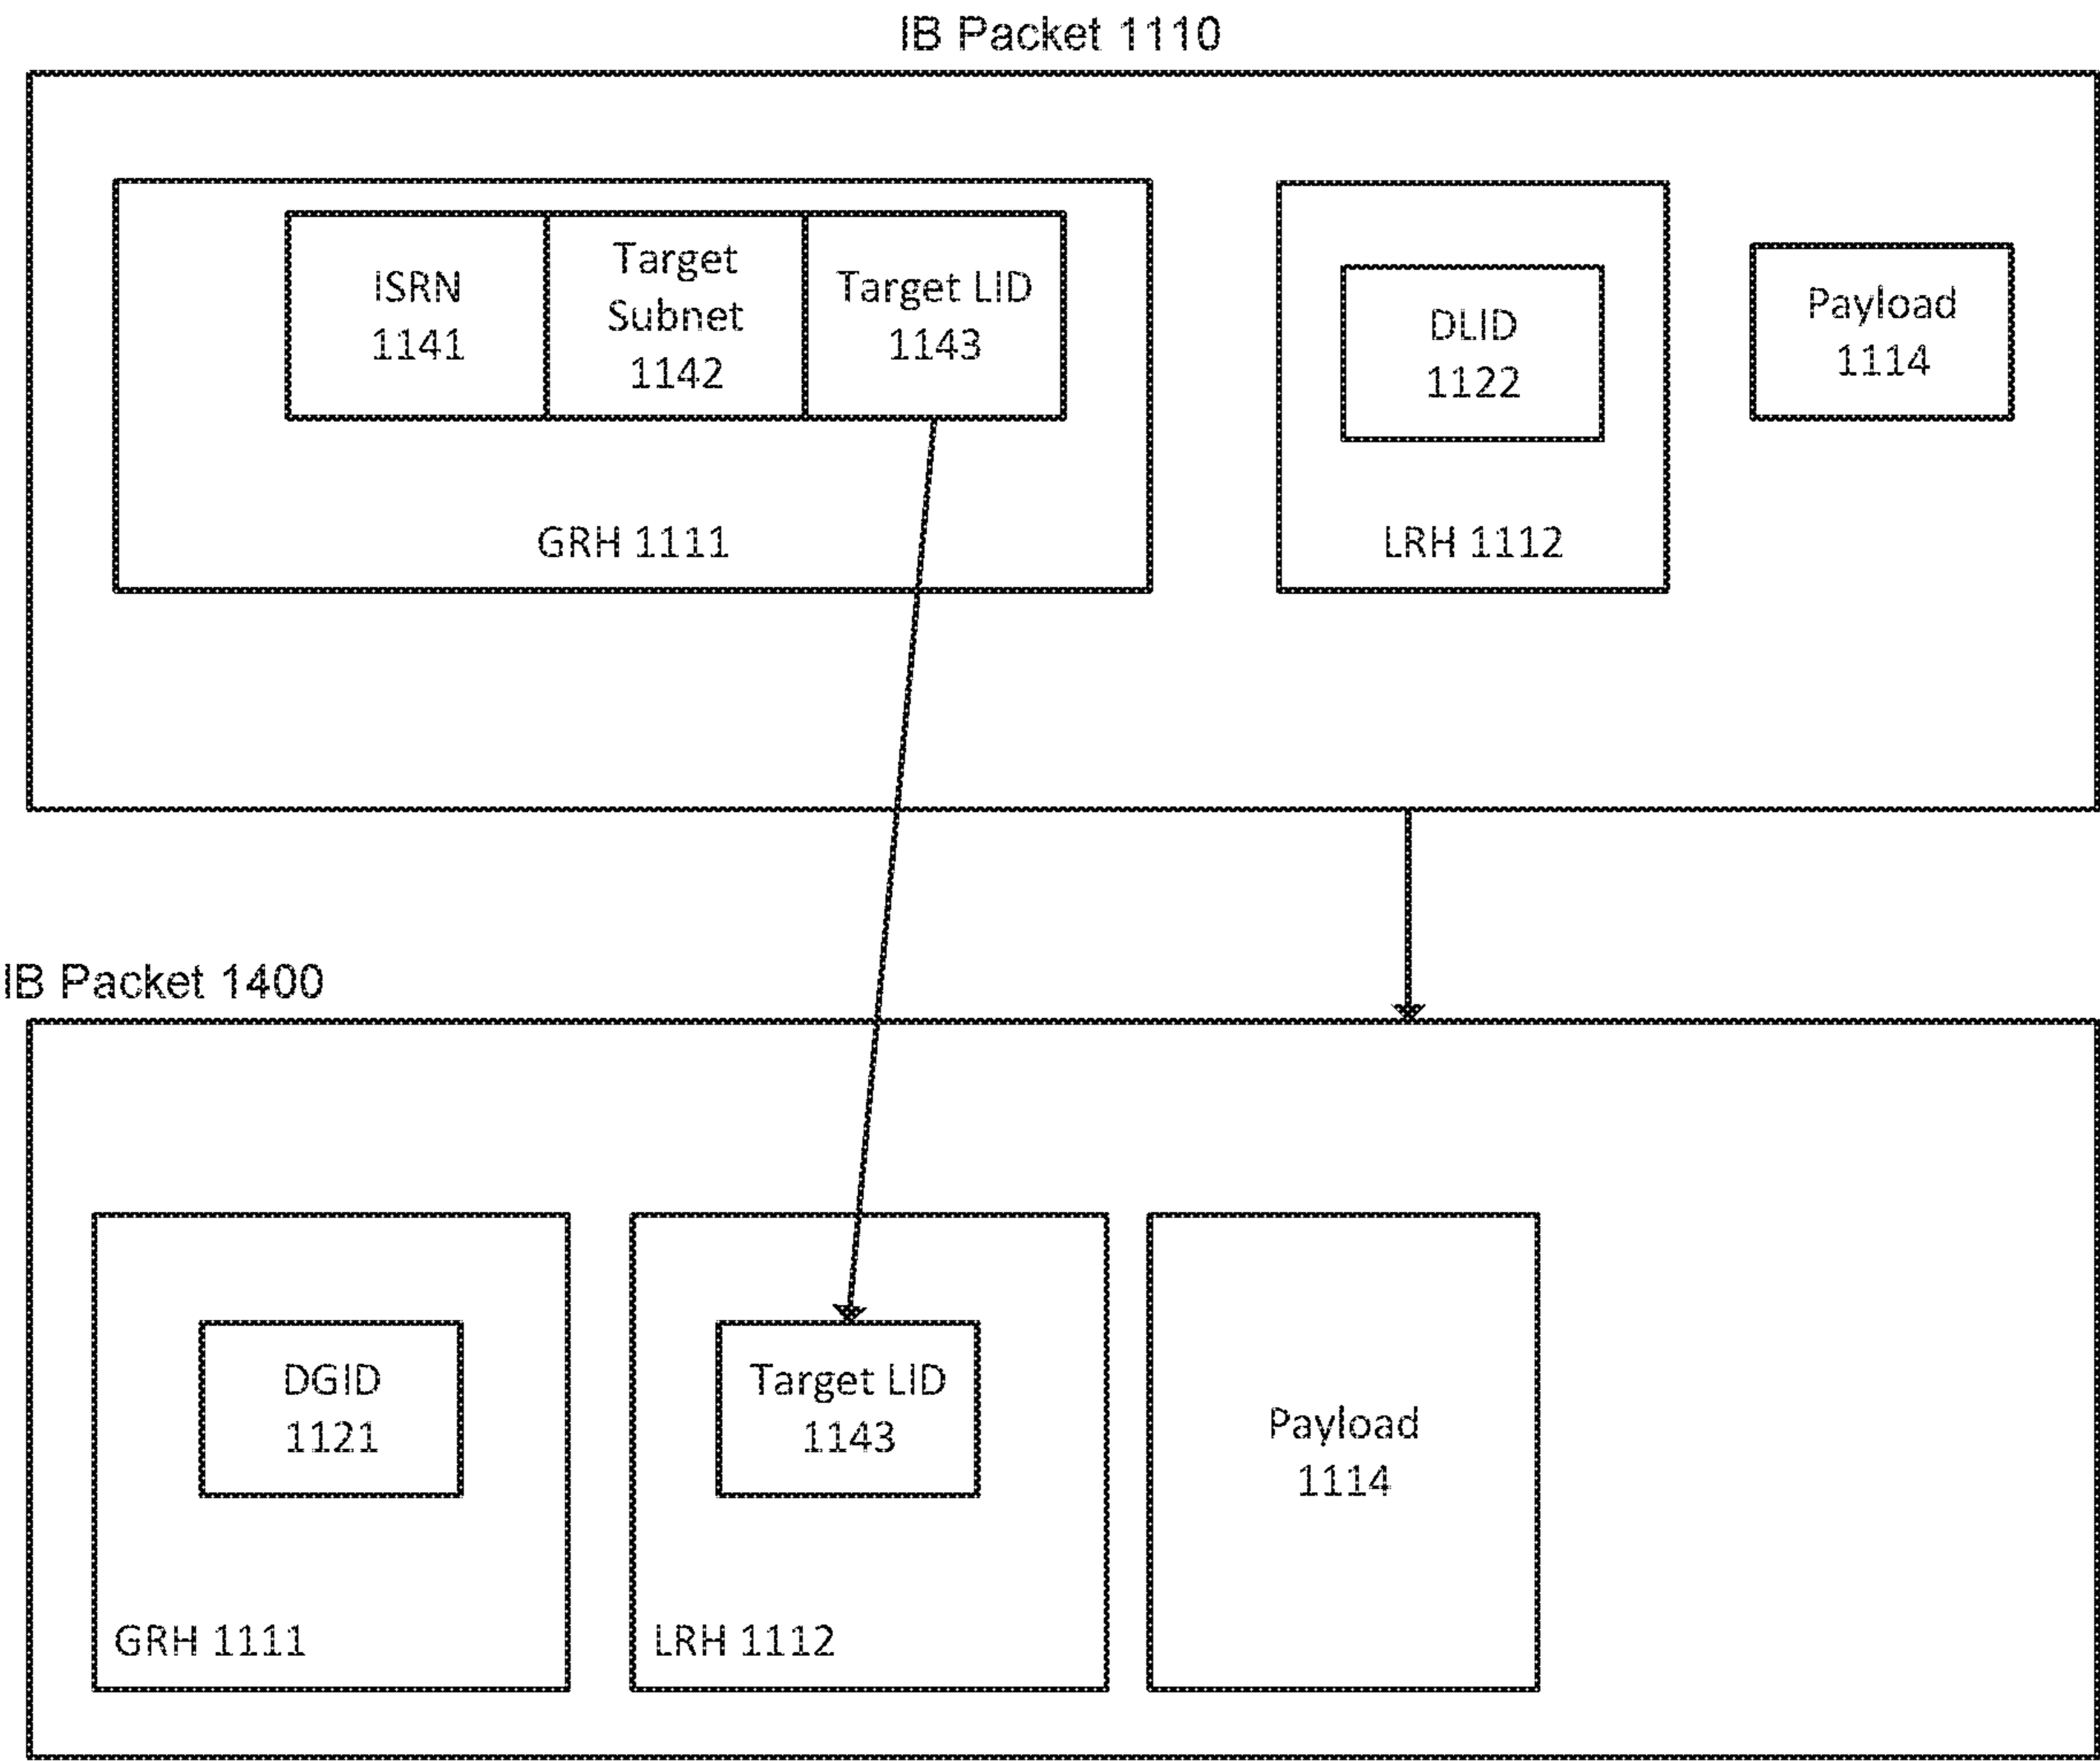 IB Packet 1110
ISRN
1141
Target
Subnet
1142
Target LID
1143
GRH 1111
DLID
1122
LRH 1112
Payload
1114
IB Packet 1400
DGID
1121
GRH 1111
Target LID
1143
LRH 1112
Payload
1114